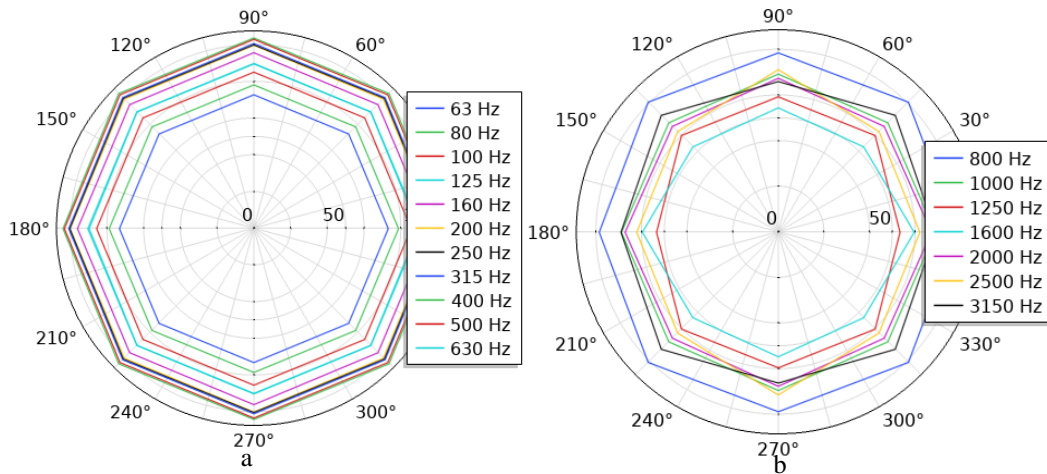 90°
120°
60°
150°
180°
0
50
210°
240°
270°
300°
63 Hz
80 Hz
100 Hz
125 Hz
160 Hz
200 Hz
250 Hz
315 Hz
400 Hz
500 Hz
630 Hz
a
90°
120°
60°
150°
30°
180°
0
50
210°
330°
240°
270°
300°
800 Hz
1000 Hz
1250 Hz
1600 Hz
2000 Hz
2500 Hz
3150 Hz
b